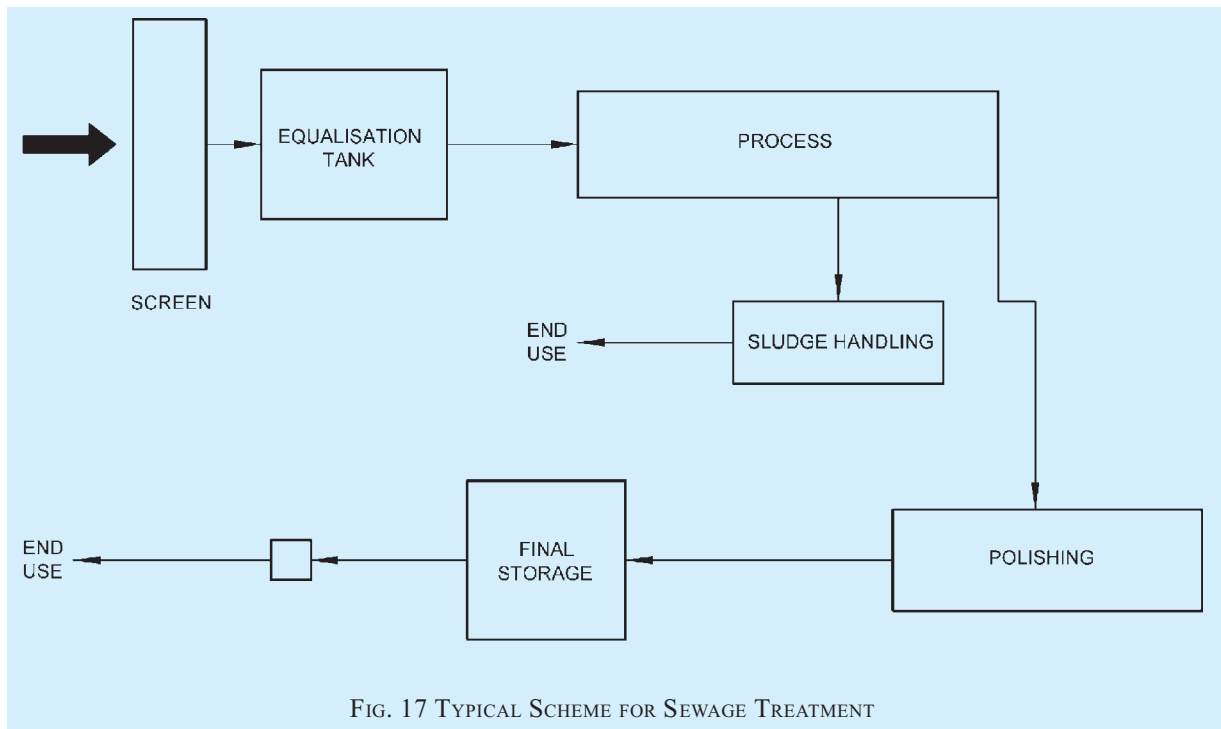 EQUALISATION
TANK
PROCESS
SCREEN
END
USE
SLUDGE HANDLING
END
USE
FINAL
STORAGE
POLISHING
FIG. 17 TYPICAL SCHEME FOR SEWAGE TREATMENT